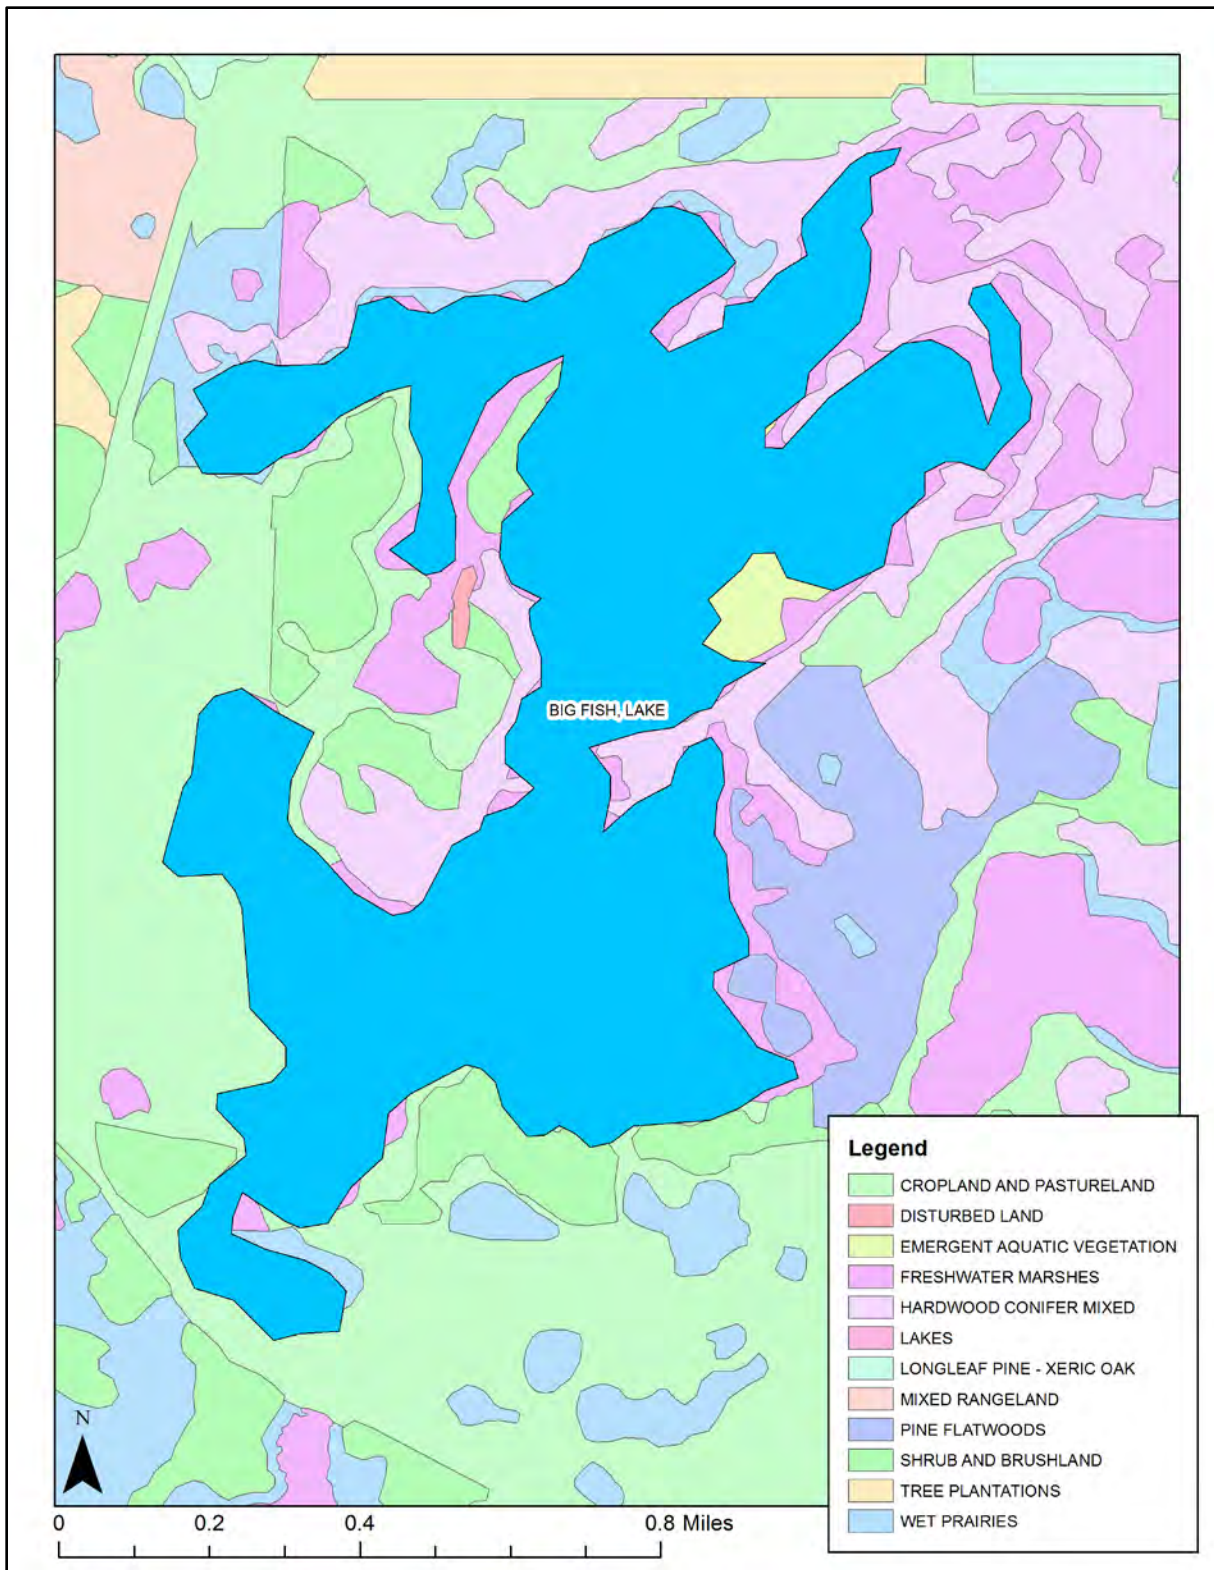 BIG FISH, LAKE
Legend
CROPLAND AND PASTURELAND
DISTURBED LAND
EMERGENT AQUATIC VEGETATION
FRESHWATER MARSHES
HARDWOOD CONIFER MIXED
LAKES
LONGLEAF PINE - XERIC OAK
MIXED RANGELAND
PINE FLATWOODS
SHRUB AND BRUSHLAND
TREE PLANTATIONS
WET PRAIRIES
N
0 0.2 0.4 0.8 Miles